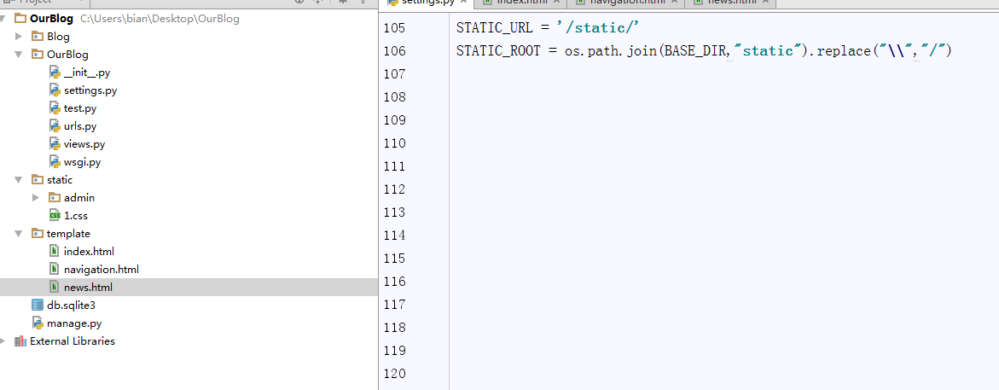 Project
OurBlog C:\Users\bian\Desktop\OurBlog
Blog
OurBlog
__init__.py
settings.py
test.py
urls.py
views.py
wsgi.py
static
admin
1.css
template
index.html
navigation.html
news.html
db.sqlite3
manage.py
External Libraries
settings.py index.html navigation.html news.html
105 STATIC_URL = '/static/'
106 STATIC_ROOT = os.path.join(BASE_DIR,"static").replace("\\","/")
107
108
109
110
111
112
113
114
115
116
117
118
119
120